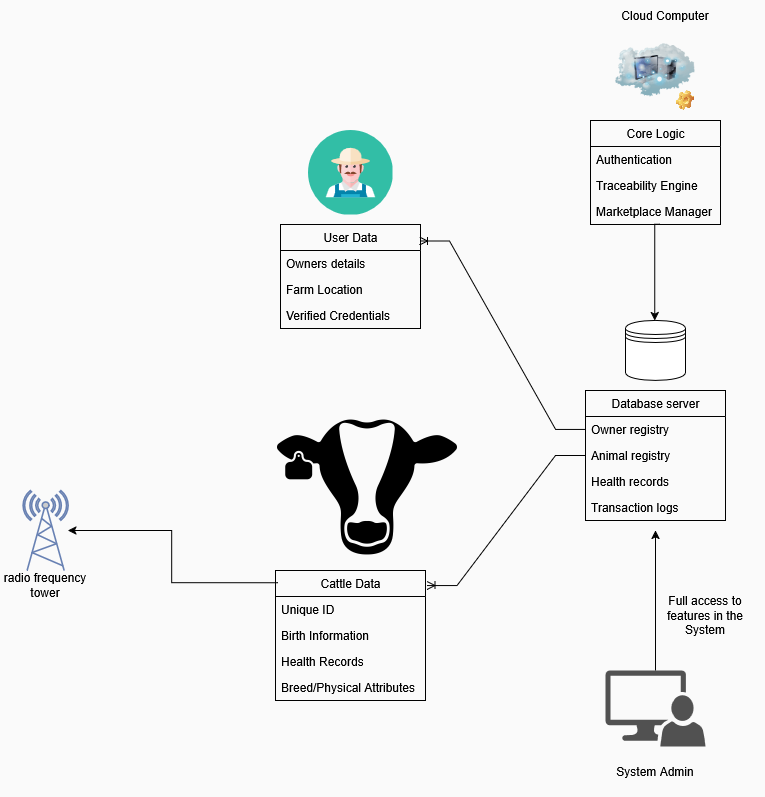 Cloud Computer
Core Logic
Authentication
Traceability Engine
Marketplace Manager
User Data
Owners details
Farm Location
Verified Credentials
Database server
Owner registry
Animal registry
Health records
Transaction logs
radio frequency
tower
Cattle Data
Unique ID
Birth Information
Health Records
Breed/Physical Attributes
Full access to
features in the
System
System Admin